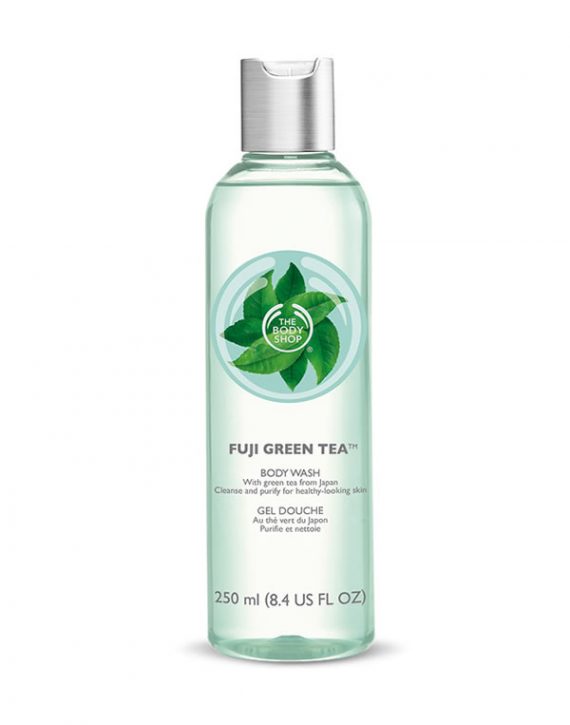 THE
BODY
SHOP
®
FUJI GREEN TEA™
BODY WASH
With green tea from Japan
Cleanse and purify for healthy-looking skin
GEL DOUCHE
Au thé vert du Japon
Purifie et nettoie
250 ml (8.4 US FL OZ)